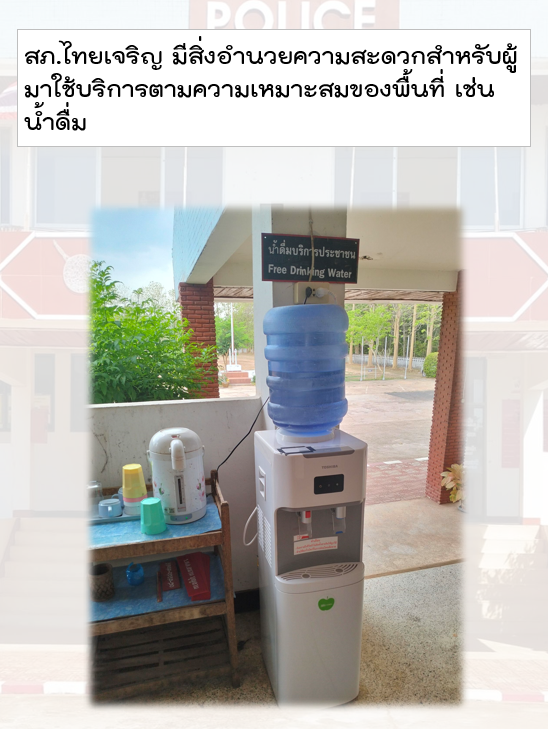 POLICE
สภ.ไทยเจริญ มีสิ่งอำนวยความสะดวกสำหรับผู้
มาใช้บริการตามความเหมาะสมของพื้นที่ เช่น
น้ำดื่ม
น้ำดื่มบริการประชาชน
Free Drinking Water